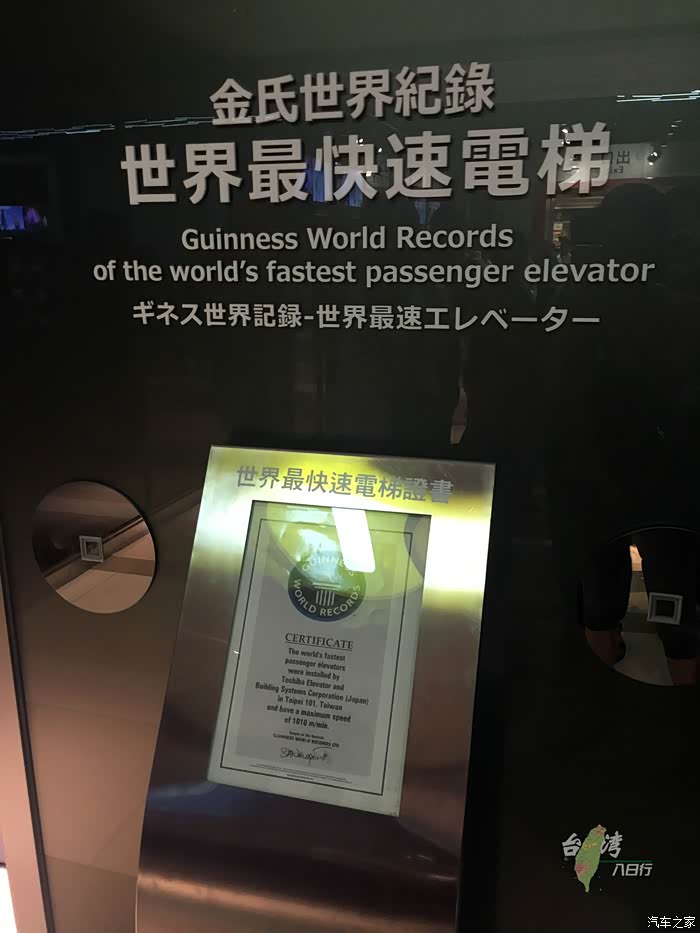 金氏世界紀錄
世界最快速電梯
Guinness World Records
of the world's fastest passenger elevator
ギネス世界記録-世界最速エレベーター
世界最快速電梯證書
GUINNESS
WORLD RECORDS
CERTIFICATE
The world's fastest
passenger elevators
were installed by
Toshiba Elevator and
Building Systems Corporation (Japan)
in Taipei 101, Taiwan
and have a maximum speed
of 1010 m/min.
Keeper of the Records
GUINNESS WORLD RECORDS LTD
台湾
八日行
汽车之家